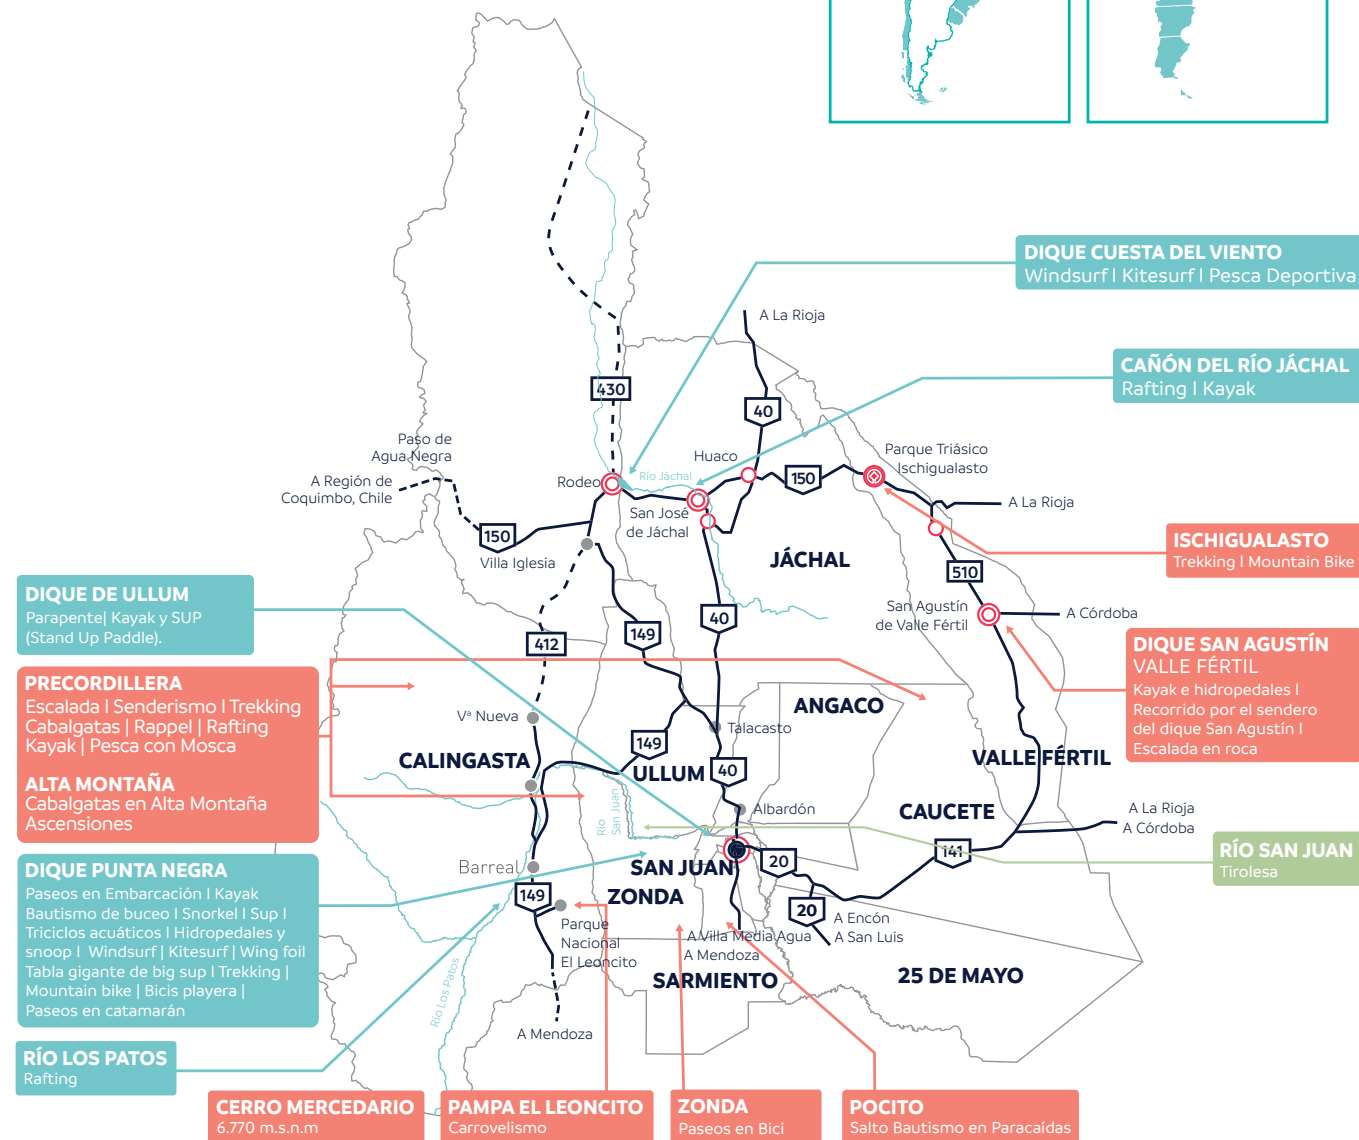 DIQUE CUESTA DEL VIENTO
Windsurf I Kitesurf I Pesca Deportiva
A La Rioja
CAÑÓN DEL RÍO JÁCHAL
Rafting I Kayak
430
40
Paso de
Agua Negra
Huaco
Parque Triásico
Ischigualasto
A Región de
Coquimbo, Chile
Rodeo
Río Jáchal
150
San José
de Jáchal
A La Rioja
150
Villa Iglesia
JÁCHAL
ISCHIGUALASTO
Trekking I Mountain Bike
510
DIQUE DE ULLUM
Parapente| Kayak y SUP
(Stand Up Paddle).
San Agustín
de Valle Fértil
A Córdoba
40
149
412
DIQUE SAN AGUSTÍN
VALLE FÉRTIL
Kayak e hidropedales I
Recorrido por el sendero
del dique San Agustín I
Escalada en roca
PRECORDILLERA
Escalada I Senderismo I Trekking
Cabalgatas | Rappel | Rafting
Kayak | Pesca con Mosca
ALTA MONTAÑA
Cabalgatas en Alta Montaña
Ascensiones
Vª Nueva
ANGACO
Talacasto
149
CALINGASTA
ULLUM
40
VALLE FÉRTIL
Río
San Juan
Albardón
CAUCETE
A La Rioja
A Córdoba
RÍO SAN JUAN
Tirolesa
141
20
DIQUE PUNTA NEGRA
Paseos en Embarcación I Kayak
Bautismo de buceo I Snorkel I Sup I
Triciclos acuáticos I Hidropedales y
snoop I Windsurf | Kitesurf | Wing foil
Tabla gigante de big sup I Trekking |
Mountain bike | Bicis playera |
Paseos en catamarán
Barreal
SAN JUAN
ZONDA
149
20
Parque
Nacional
El Leoncito
A Encón
A San Luis
A Villa Media Agua
A Mendoza
SARMIENTO
25 DE MAYO
Río Los Patos
A Mendoza
RÍO LOS PATOS
Rafting
CERRO MERCEDARIO
6.770 m.s.n.m
PAMPA EL LEONCITO
Carrovelismo
ZONDA
Paseos en Bici
POCITO
Salto Bautismo en Paracaídas